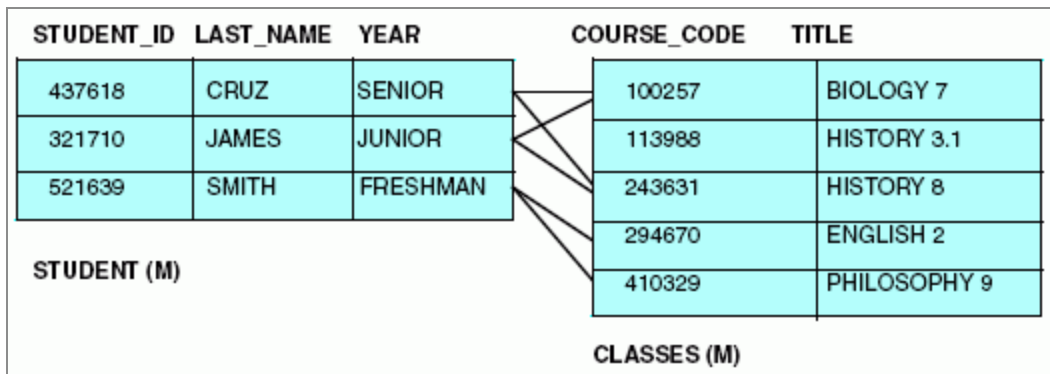 STUDENT_ID LAST_NAME YEAR COURSE_CODE TITLE
437618 CRUZ SENIOR 100257 BIOLOGY 7
321710 JAMES JUNIOR 113988 HISTORY 3.1
521639 SMITH FRESHMAN 243631 HISTORY 8
294670 ENGLISH 2
STUDENT (M)
410329 PHILOSOPHY 9
CLASSES (M)